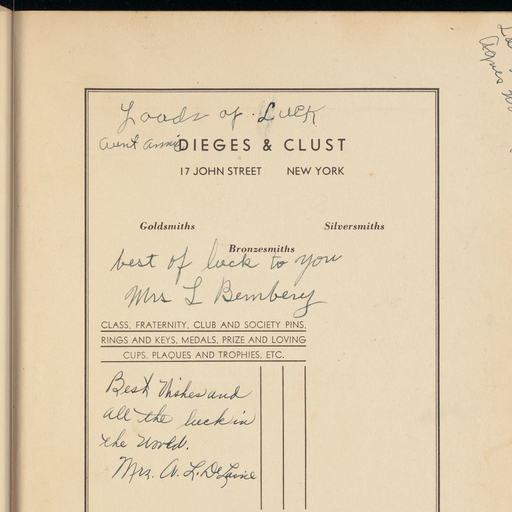 Loads of Luck
Aunt Annie
DIEGES & CLUST
17 JOHN STREET NEW YORK
Goldsmiths Silversmiths
Bronzesmiths
best of luck to you
Mrs L Bembery
CLASS, FRATERNITY, CLUB AND SOCIETY PINS,
RINGS AND KEYS, MEDALS, PRIZE AND LOVING
CUPS, PLAQUES AND TROPHIES, ETC.
Best Wishes and
all the luck in
the World.
Mrs. A. L. DeLaine
Agnes